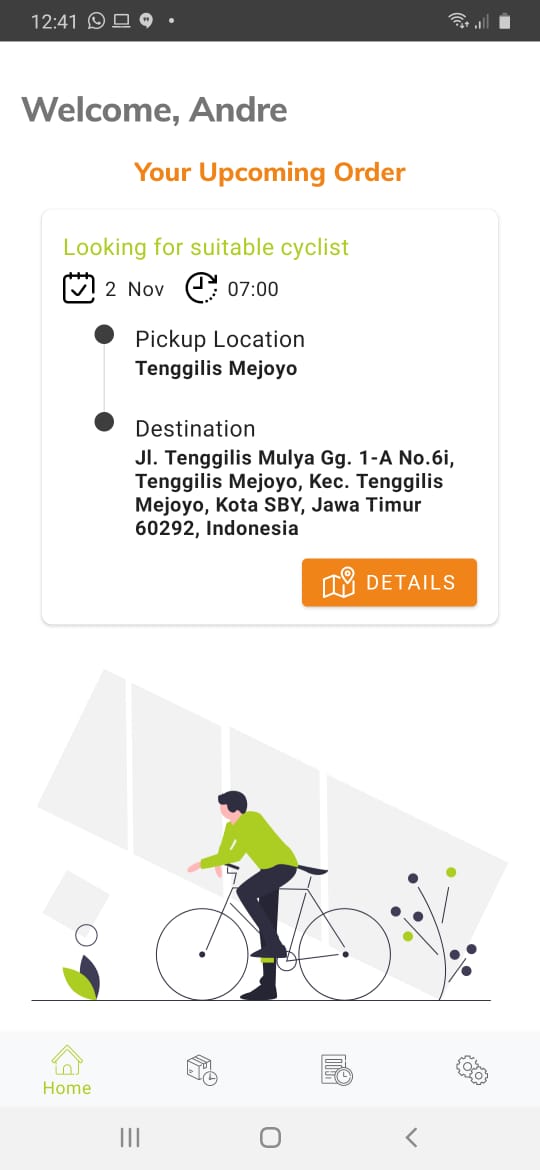 12:41
Welcome, Andre
Your Upcoming Order
Looking for suitable cyclist
2 Nov 07:00
Pickup Location
Tenggilis Mejoyo
Destination
Jl. Tenggilis Mulya Gg. 1-A No.6i,
Tenggilis Mejoyo, Kec. Tenggilis
Mejoyo, Kota SBY, Jawa Timur
60292, Indonesia
DETAILS
Home